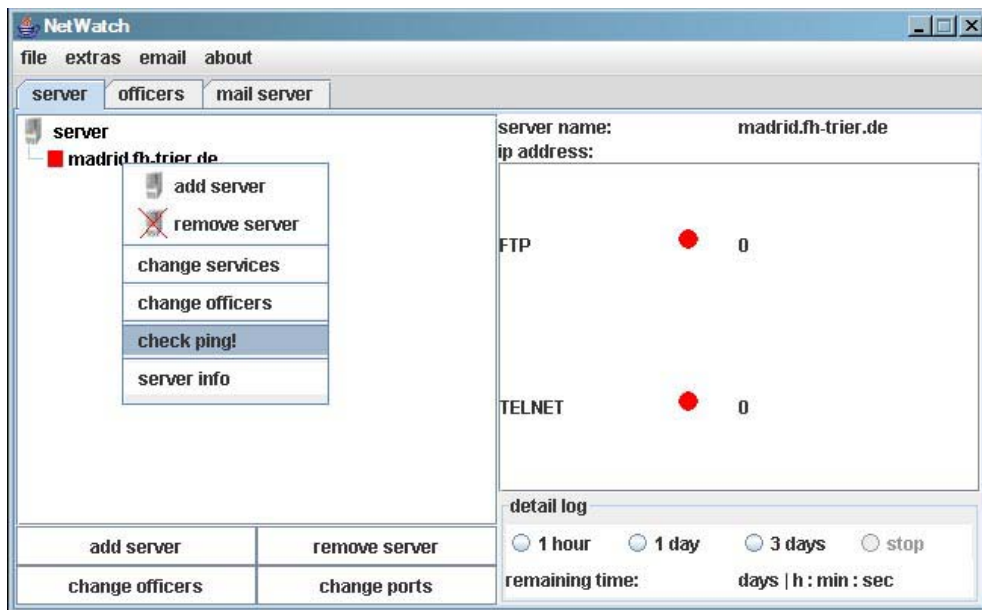 NetWatch
file extras email about
server officers mail server
server
madrid.fh-trier.de
add server
remove server
change services
change officers
check ping!
server info
add server remove server
change officers change ports
server name: madrid.fh-trier.de
ip address:
FTP 0
TELNET 0
detail log
1 hour 1 day 3 days stop
remaining time: days | h : min : sec